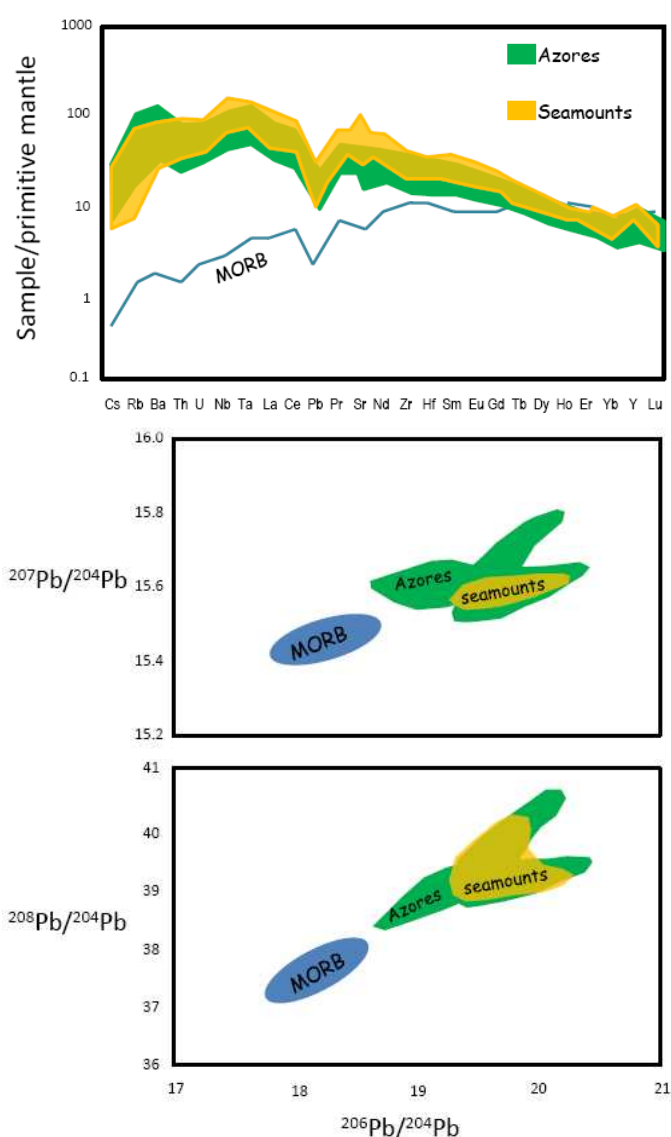 1000
100
10
1
0.1
Sample/primitive mantle
Azores
Seamounts
MORB
Cs Rb Ba Th U Nb Ta La Ce Pb Pr Sr Nd Zr Hf Sm Eu Gd Tb Dy Ho Er Yb Y Lu
16.0
15.8
15.6
15.4
15.2
²⁰⁷Pb/²⁰⁴Pb
Azores
seamounts
MORB
41
40
39
38
37
36
²⁰⁸Pb/²⁰⁴Pb
Azores
seamounts
MORB
17 18 19 20 21
²⁰⁶Pb/²⁰⁴Pb